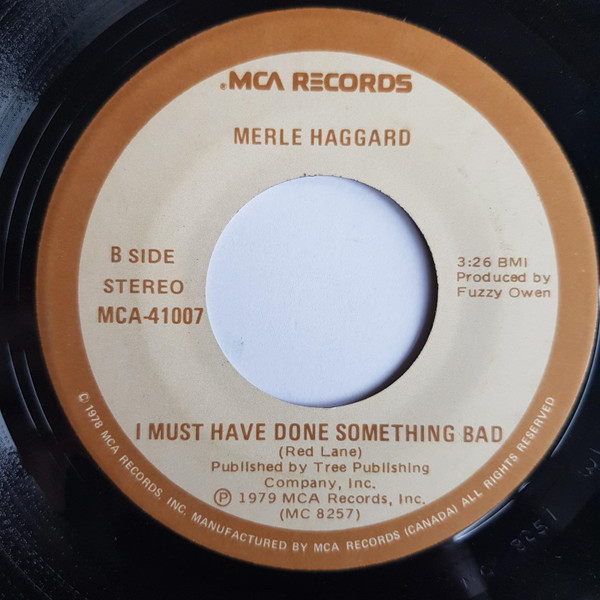 MCA RECORDS
MERLE HAGGARD
B SIDE
STEREO
MCA-41007
3:26 BMI
Produced by
Fuzzy Owen
I MUST HAVE DONE SOMETHING BAD
(Red Lane)
Published by Tree Publishing
Company, Inc.
℗ 1979 MCA Records, Inc.
(MC 8257)
© 1978 MCA RECORDS, INC. MANUFACTURED BY MCA RECORDS (CANADA) ALL RIGHTS RESERVED